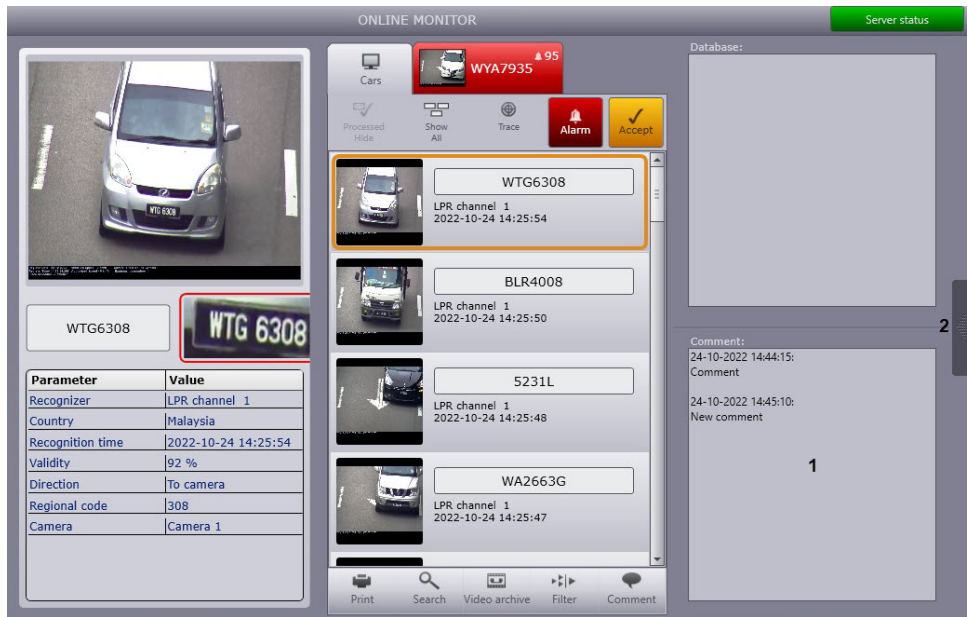 ONLINE MONITOR
Server status
WTG 6308
WTG6308
WTG 6308
Parameter Value
Recognizer LPR channel 1
Country Malaysia
Recognition time 2022-10-24 14:25:54
Validity 92 %
Direction To camera
Regional code 308
Camera Camera 1
Cars
WYA7935
95
Processed Hide
Show All
Trace
Alarm
Accept
WTG6308
LPR channel 1
2022-10-24 14:25:54
BLR4008
LPR channel 1
2022-10-24 14:25:50
5231L
LPR channel 1
2022-10-24 14:25:48
WA2663G
LPR channel 1
2022-10-24 14:25:47
Print
Search
Video archive
Filter
Comment
Database:
2
Comment:
24-10-2022 14:44:15:
Comment
24-10-2022 14:45:10:
New comment
1